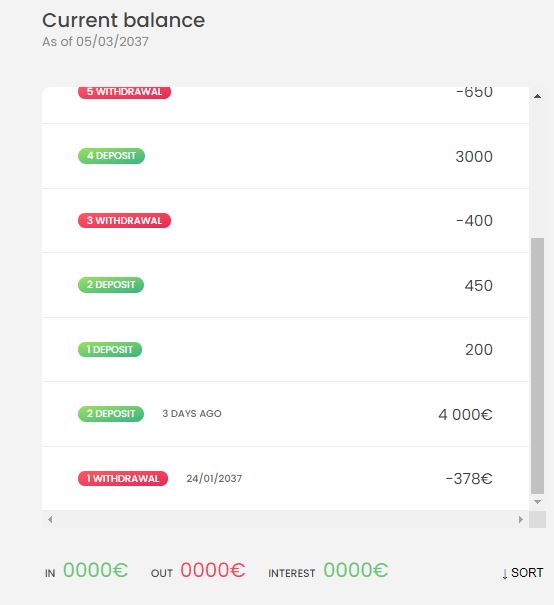 Current balance
As of 05/03/2037
5 WITHDRAWAL -650
4 DEPOSIT 3000
3 WITHDRAWAL -400
2 DEPOSIT 450
1 DEPOSIT 200
2 DEPOSIT 3 DAYS AGO 4 000€
1 WITHDRAWAL 24/01/2037 -378€
IN 0000€ OUT 0000€ INTEREST 0000€ ↓ SORT